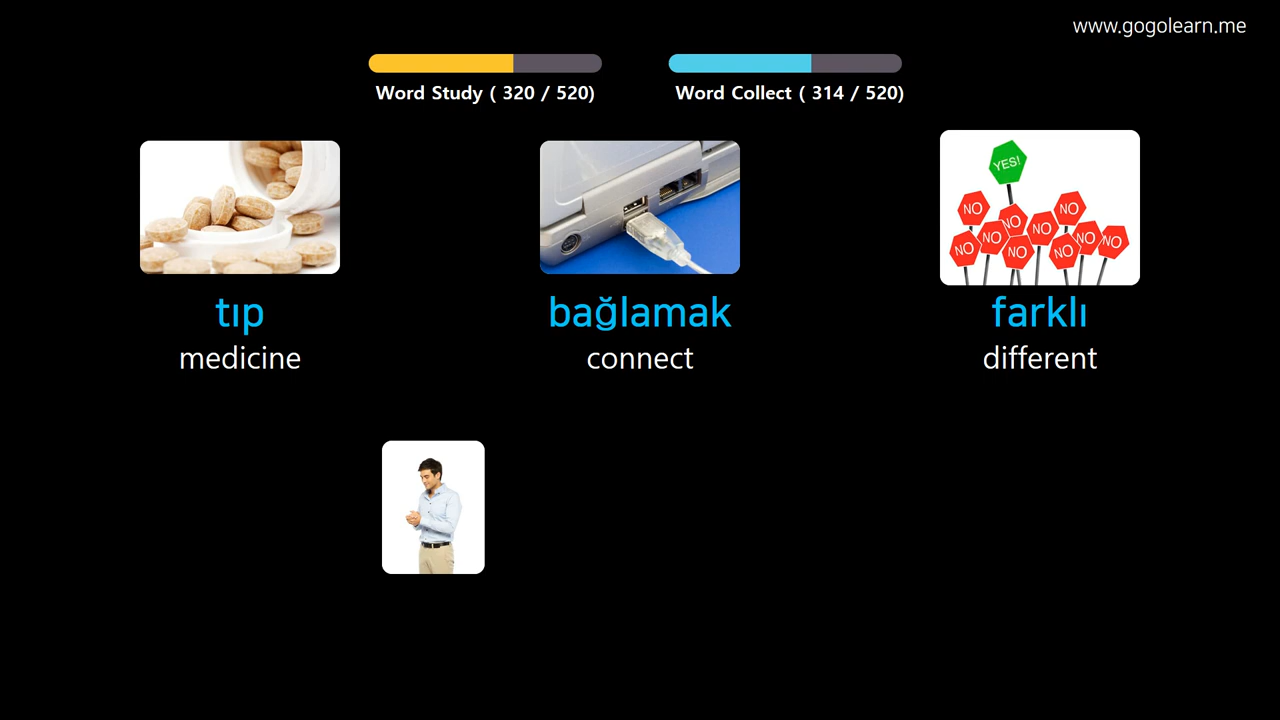 www.gogolearn.me
Word Study ( 320 / 520)
Word Collect ( 314 / 520)
YES!
NO
NO
NO
NO
NO
NO
NO
NO
NO
NO
tıp
bağlamak
farklı
medicine
connect
different